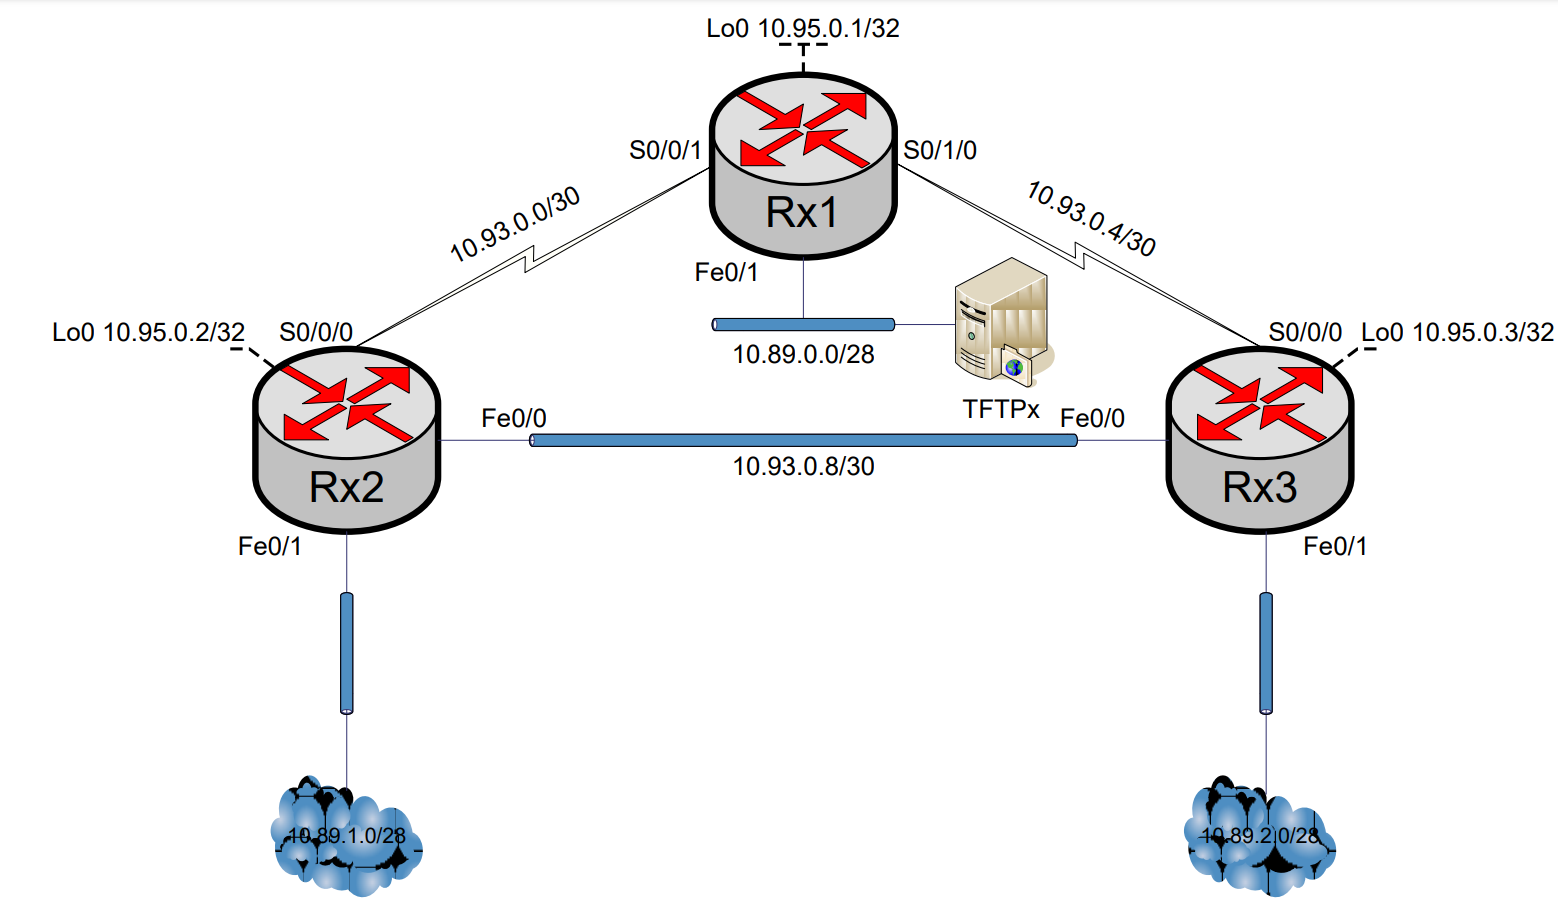 Lo0 10.95.0.1/32
S0/0/1
S0/1/0
10.93.0.0/30
10.93.0.4/30
Rx1
Fe0/1
10.89.0.0/28
TFTPx
Lo0 10.95.0.2/32
S0/0/0
S0/0/0
Lo0 10.95.0.3/32
Fe0/0
Fe0/0
10.93.0.8/30
Rx2
Rx3
Fe0/1
Fe0/1
10.89.1.0/28
10.89.2.0/28